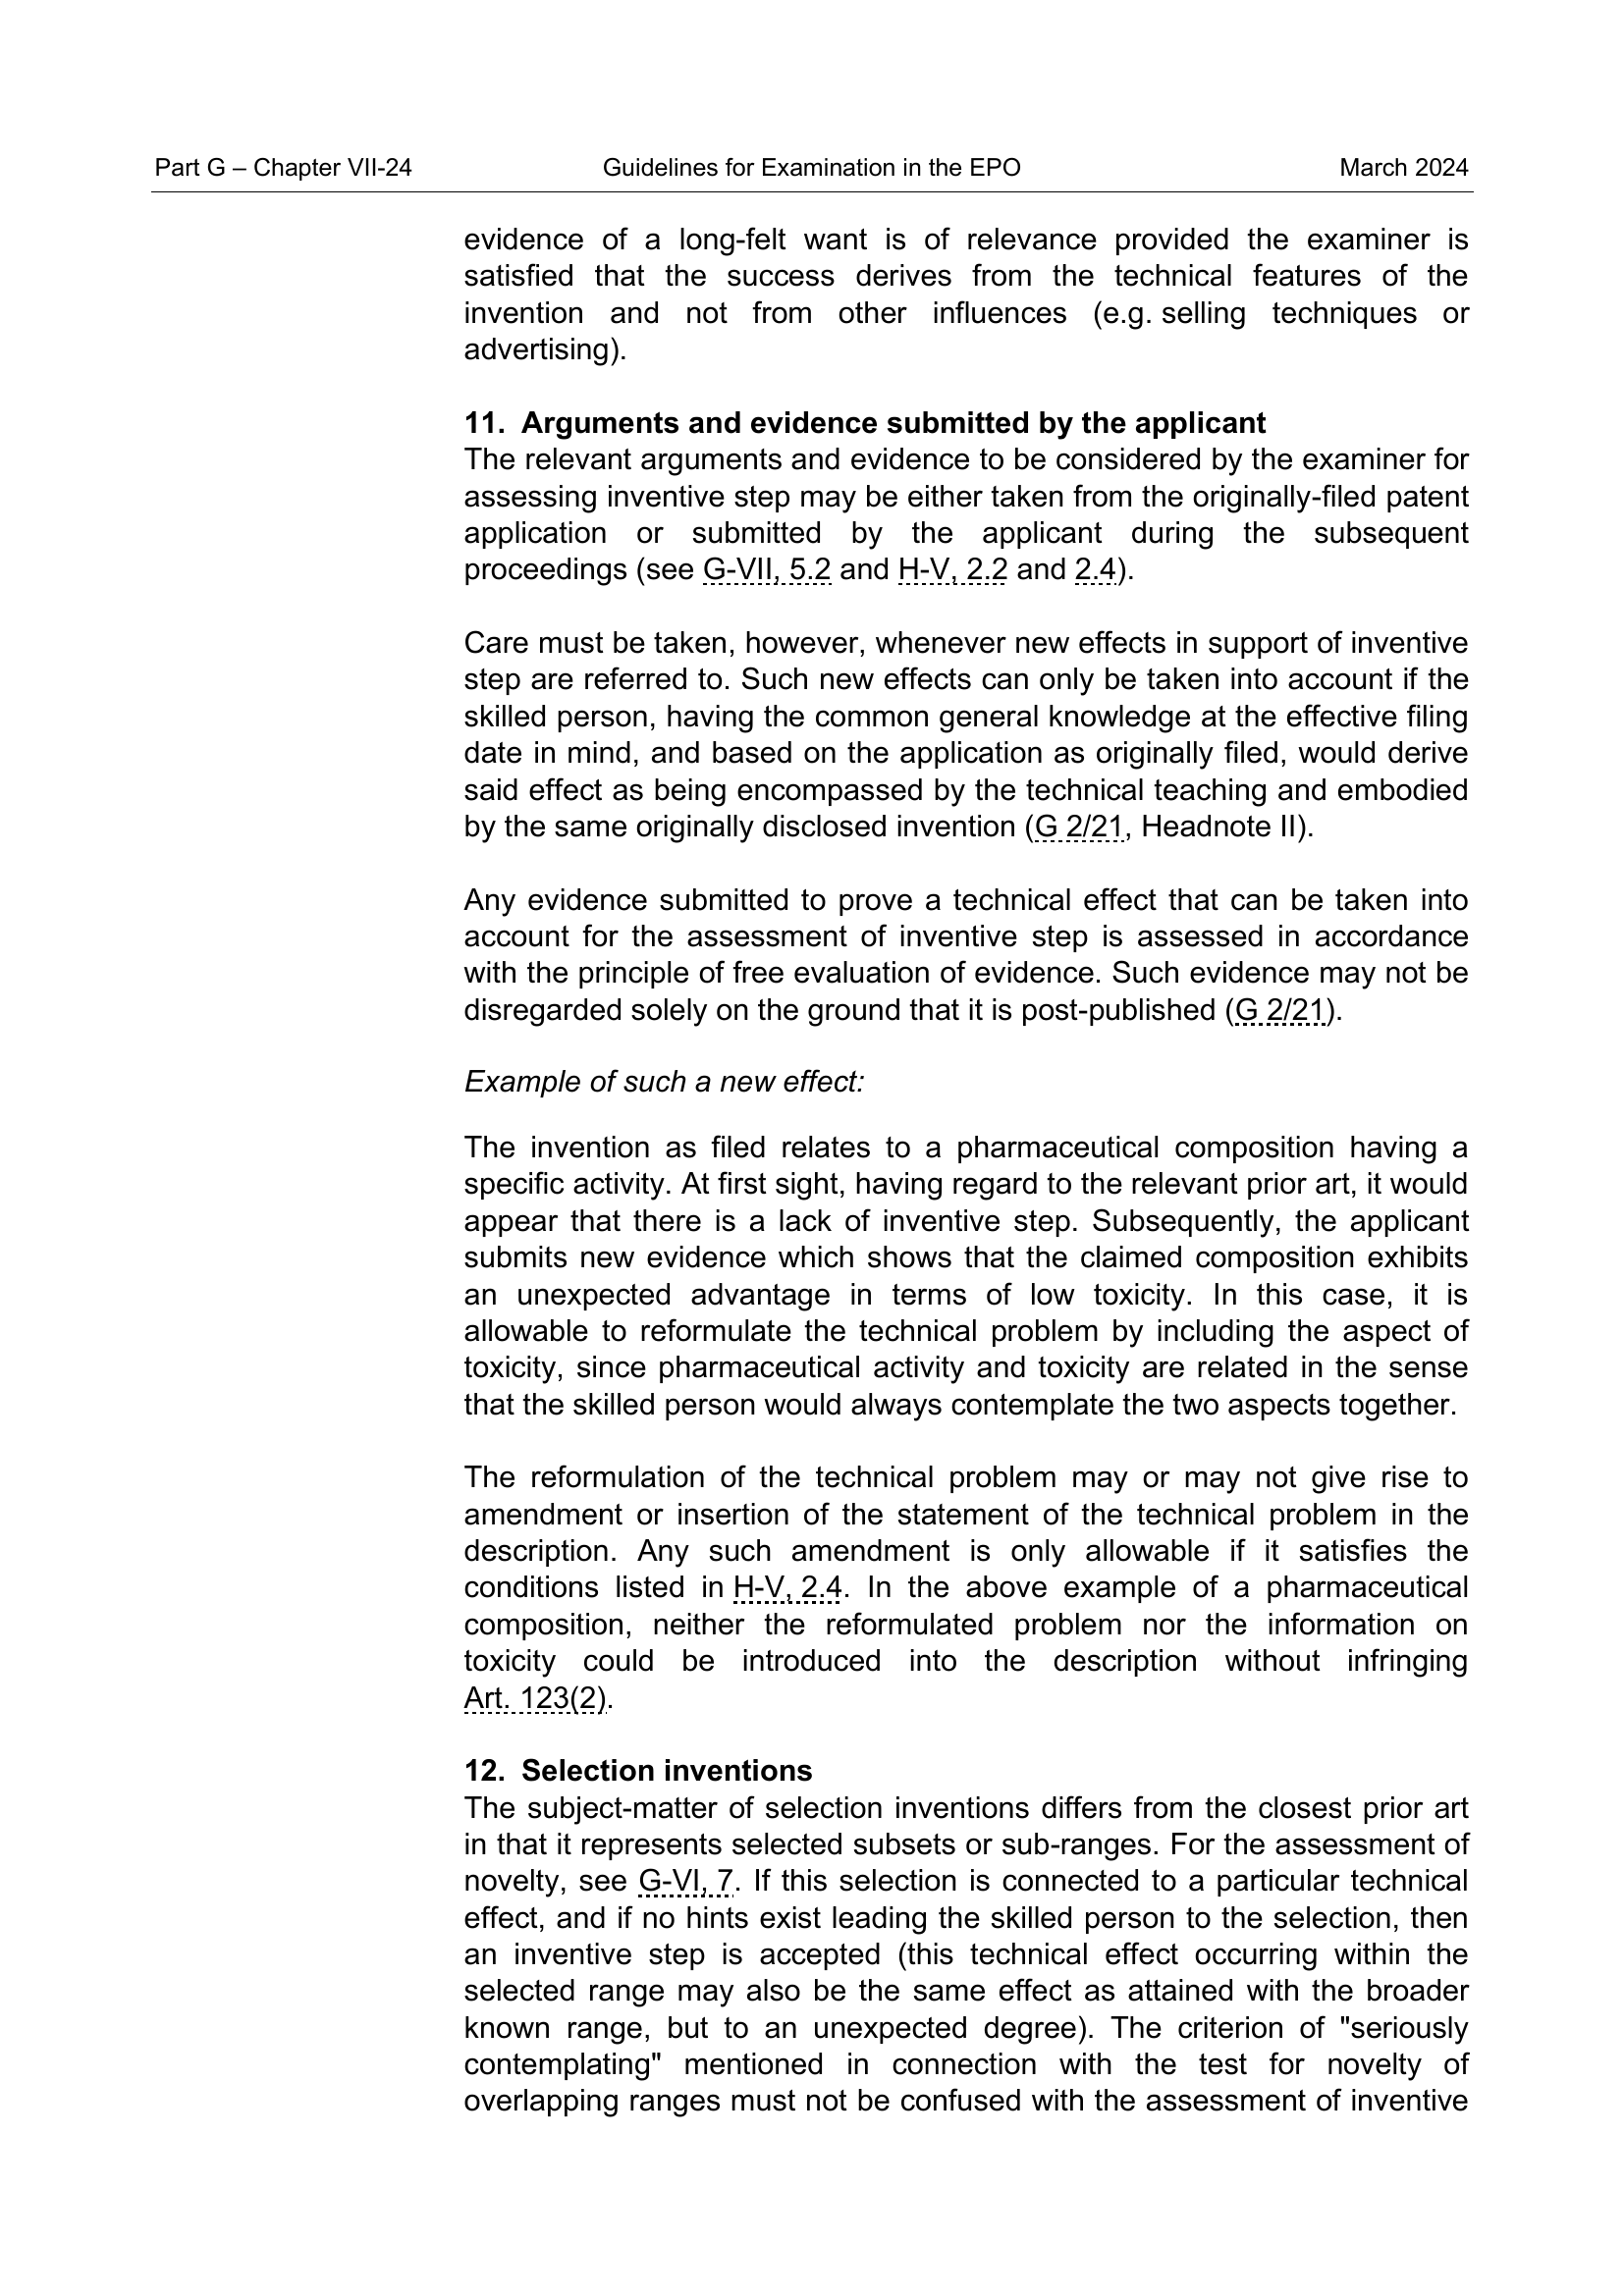 Part G – Chapter VII-24 Guidelines for Examination in the EPO March 2024
evidence of a long-felt want is of relevance provided the examiner is
satisfied that the success derives from the technical features of the
invention and not from other influences (e.g. selling techniques or
advertising).
11. Arguments and evidence submitted by the applicant
The relevant arguments and evidence to be considered by the examiner for
assessing inventive step may be either taken from the originally-filed patent
application or submitted by the applicant during the subsequent
proceedings (see G-VII, 5.2 and H-V, 2.2 and 2.4).
Care must be taken, however, whenever new effects in support of inventive
step are referred to. Such new effects can only be taken into account if the
skilled person, having the common general knowledge at the effective filing
date in mind, and based on the application as originally filed, would derive
said effect as being encompassed by the technical teaching and embodied
by the same originally disclosed invention (G 2/21, Headnote II).
Any evidence submitted to prove a technical effect that can be taken into
account for the assessment of inventive step is assessed in accordance
with the principle of free evaluation of evidence. Such evidence may not be
disregarded solely on the ground that it is post-published (G 2/21).
Example of such a new effect:
The invention as filed relates to a pharmaceutical composition having a
specific activity. At first sight, having regard to the relevant prior art, it would
appear that there is a lack of inventive step. Subsequently, the applicant
submits new evidence which shows that the claimed composition exhibits
an unexpected advantage in terms of low toxicity. In this case, it is
allowable to reformulate the technical problem by including the aspect of
toxicity, since pharmaceutical activity and toxicity are related in the sense
that the skilled person would always contemplate the two aspects together.
The reformulation of the technical problem may or may not give rise to
amendment or insertion of the statement of the technical problem in the
description. Any such amendment is only allowable if it satisfies the
conditions listed in H-V, 2.4. In the above example of a pharmaceutical
composition, neither the reformulated problem nor the information on
toxicity could be introduced into the description without infringing
Art. 123(2).
12. Selection inventions
The subject-matter of selection inventions differs from the closest prior art
in that it represents selected subsets or sub-ranges. For the assessment of
novelty, see G-VI, 7. If this selection is connected to a particular technical
effect, and if no hints exist leading the skilled person to the selection, then
an inventive step is accepted (this technical effect occurring within the
selected range may also be the same effect as attained with the broader
known range, but to an unexpected degree). The criterion of "seriously
contemplating" mentioned in connection with the test for novelty of
overlapping ranges must not be confused with the assessment of inventive